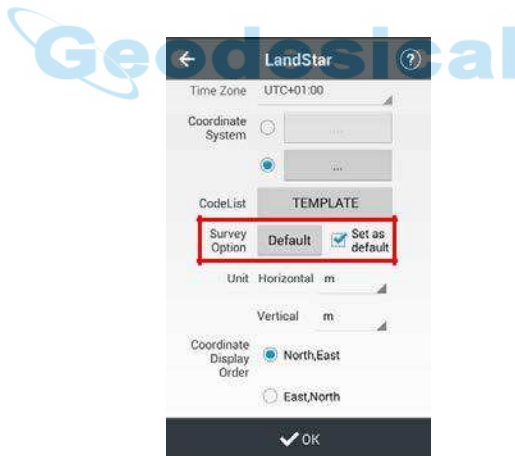 Geodesical
LandStar ?
Time Zone UTC+01:00
Coordinate System ...
...
CodeList TEMPLATE
Survey Option Default Set as default
Unit Horizontal m
Vertical m
Coordinate Display Order North,East
East,North
OK